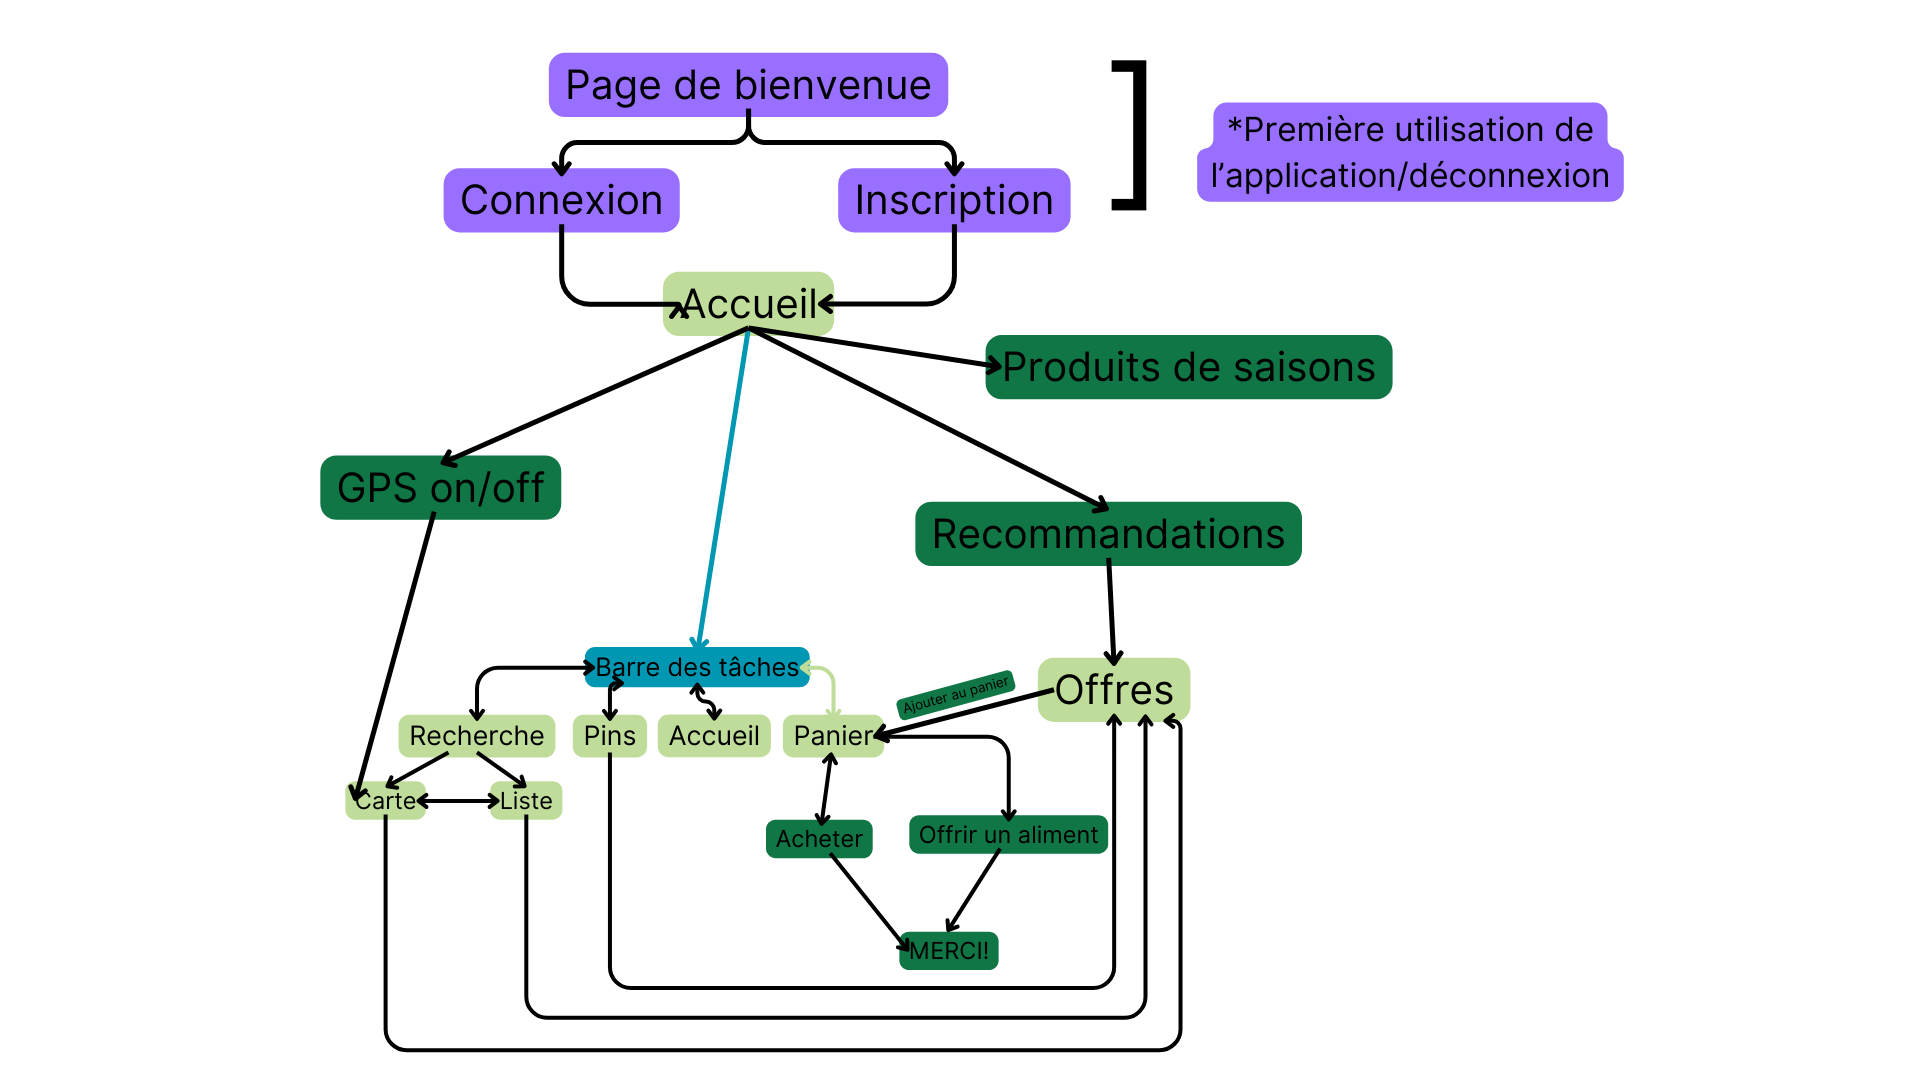 Page de bienvenue
*Première utilisation de
l’application/déconnexion
Connexion
Inscription
Accueil
Produits de saisons
GPS on/off
Recommandations
Barre des tâches
Ajouter au panier
Offres
Recherche
Pins
Accueil
Panier
Carte
Liste
Acheter
Offrir un aliment
MERCI!